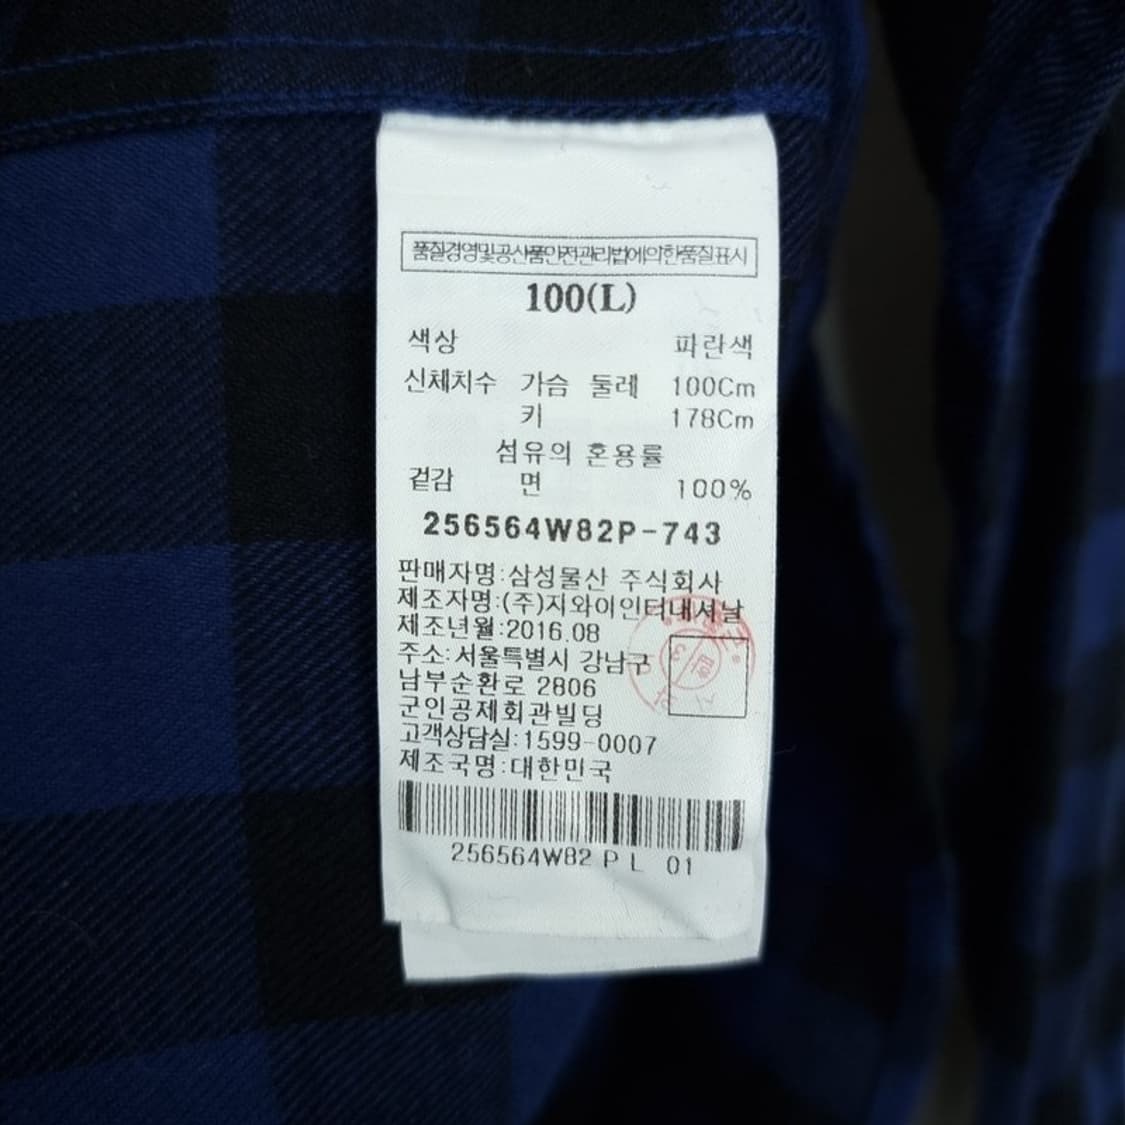 품질경영및공산품안전관리법에의한품질표시
100(L)
색상 파란색
신체치수 가슴 둘레 100Cm
키 178Cm
섬유의 혼용률
겉감 면 100%
256564W82P-743
판매자명:삼성물산 주식회사
제조자명:(주)지와이인터내셔날
제조년월:2016.08
주소:서울특별시 강남구
남부순환로 2806
군인공제회관빌딩
고객상담실:1599-0007
제조국명:대한민국
256564W82 P L 01